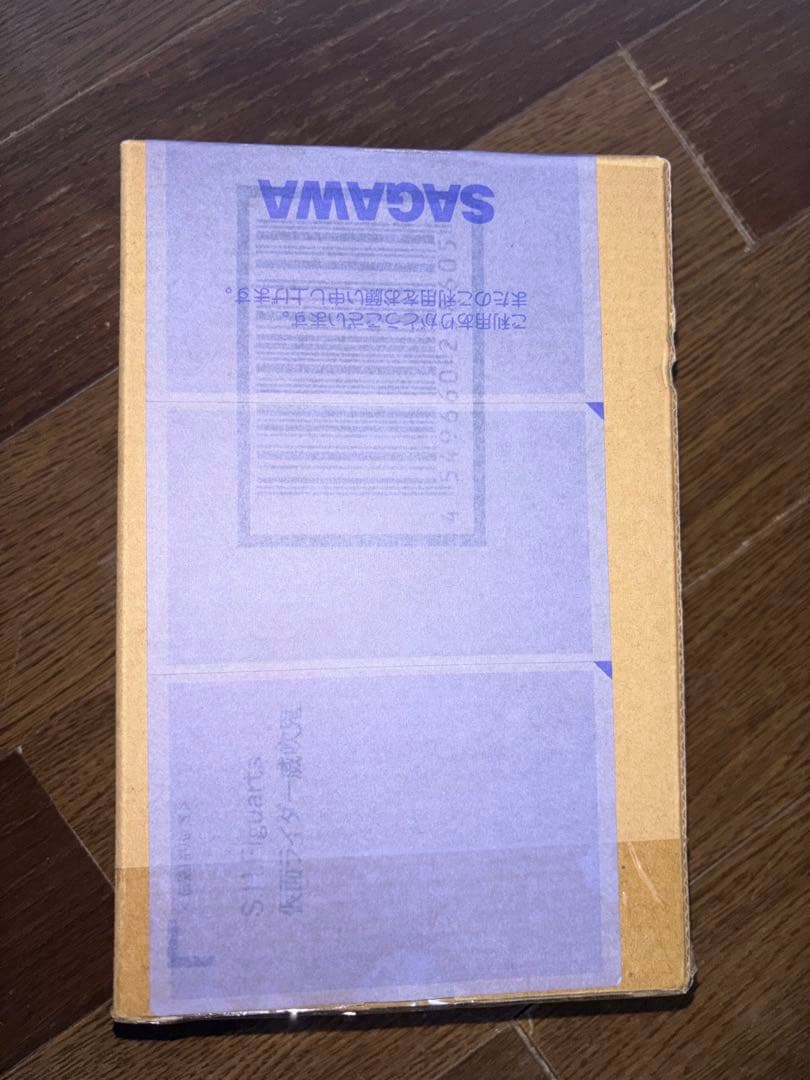 SAGAWA
ご利用ありがとうございます。
またのご利用をお願い申し上げます。
S.H.Figuarts
仮面ライダー威吹鬼